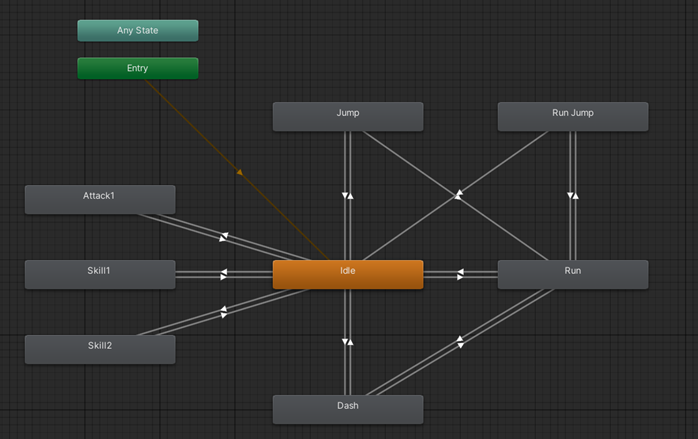 Any State
Entry
Jump
Run Jump
Attack1
Skill1
Idle
Run
Skill2
Dash